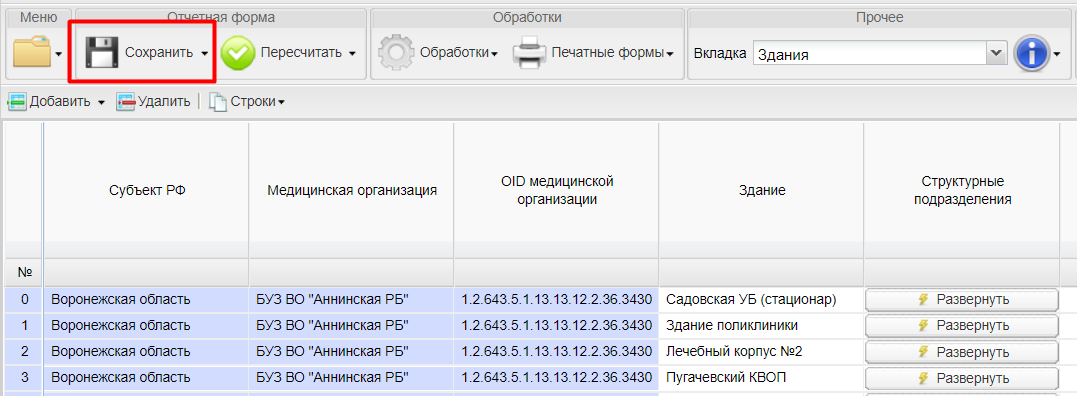 Меню
Отчетная форма
Обработки
Прочее
Сохранить
Пересчитать
Обработки
Печатные формы
Вкладка
Здания
Добавить
Удалить
Строки
Субъект РФ
Медицинская организация
OID медицинской
организации
Здание
Структурные
подразделения
№
0 Воронежская область БУЗ ВО "Аннинская РБ" 1.2.643.5.1.13.13.12.2.36.3430 Садовская УБ (стационар) Развернуть
1 Воронежская область БУЗ ВО "Аннинская РБ" 1.2.643.5.1.13.13.12.2.36.3430 Здание поликлиники Развернуть
2 Воронежская область БУЗ ВО "Аннинская РБ" 1.2.643.5.1.13.13.12.2.36.3430 Лечебный корпус №2 Развернуть
3 Воронежская область БУЗ ВО "Аннинская РБ" 1.2.643.5.1.13.13.12.2.36.3430 Пугачевский КВОП Развернуть